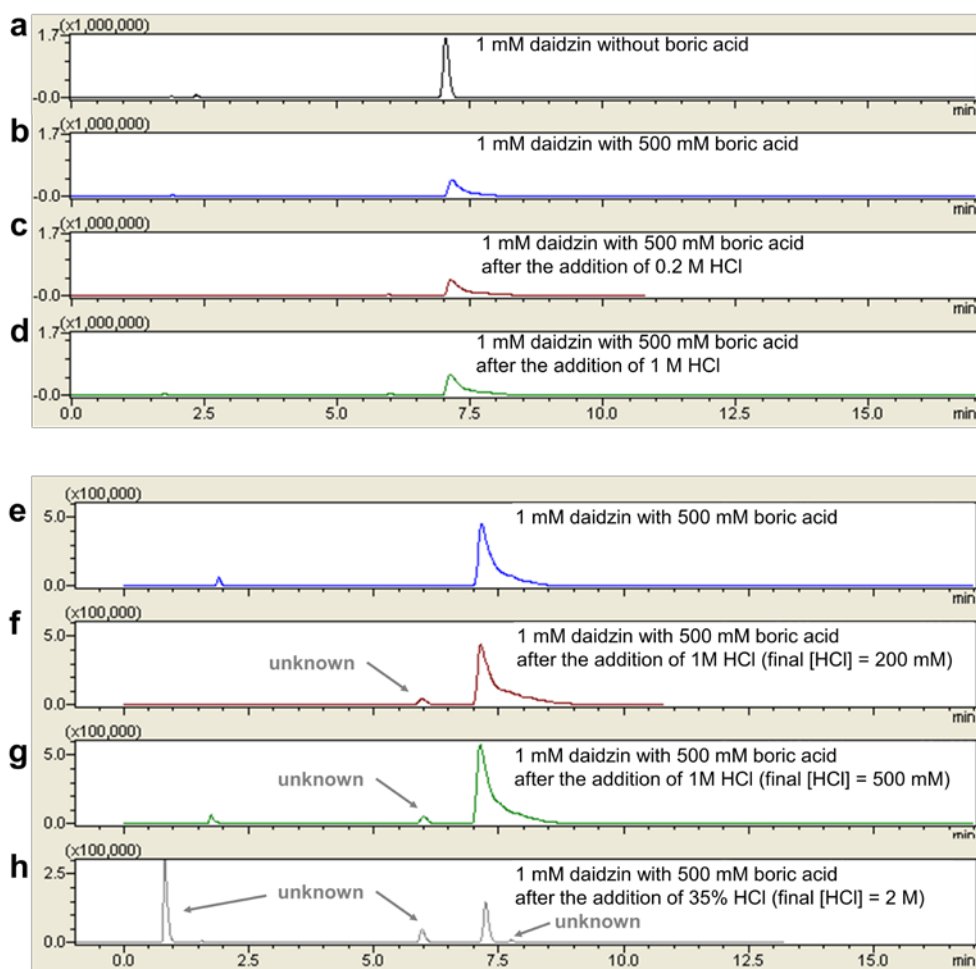 a
(x1,000,000)
1.7
1 mM daidzin without boric acid
-0.0
min
b
(x1,000,000)
1.7
1 mM daidzin with 500 mM boric acid
-0.0
min
c
(x1,000,000)
1.7
1 mM daidzin with 500 mM boric acid
after the addition of 0.2 M HCl
-0.0
min
d
(x1,000,000)
1.7
1 mM daidzin with 500 mM boric acid
after the addition of 1 M HCl
-0.0
0.0 2.5 5.0 7.5 10.0 12.5 15.0 min
e
(x100,000)
5.0
1 mM daidzin with 500 mM boric acid
0.0
min
f
(x100,000)
5.0
1 mM daidzin with 500 mM boric acid
after the addition of 1M HCl (final [HCl] = 200 mM)
unknown
0.0
min
g
(x100,000)
5.0
1 mM daidzin with 500 mM boric acid
after the addition of 1M HCl (final [HCl] = 500 mM)
unknown
0.0
min
h
(x100,000)
2.5
1 mM daidzin with 500 mM boric acid
after the addition of 35% HCl (final [HCl] = 2 M)
unknown
unknown
0.0
0.0 2.5 5.0 7.5 10.0 12.5 15.0 min